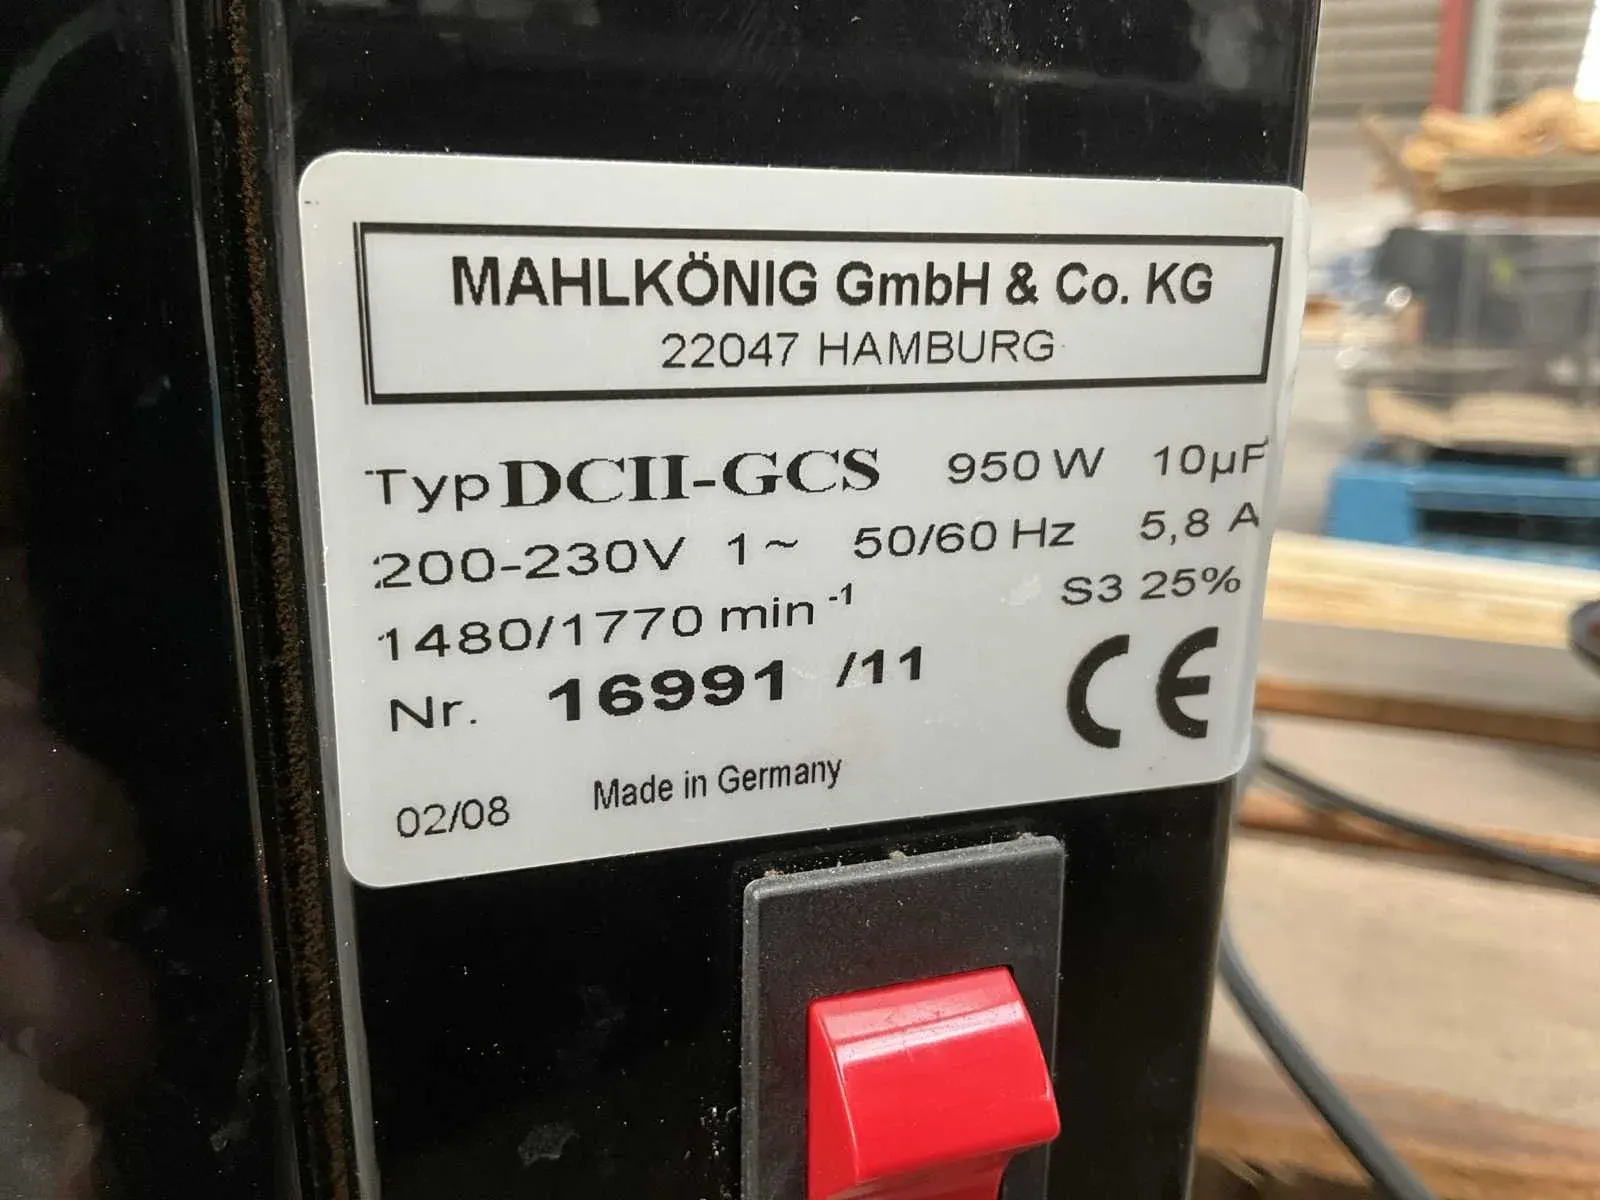 MAHLKÖNIG GmbH & Co. KG
22047 HAMBURG
Typ DCII-GCS 950 W 10µF
200-230V 1~ 50/60 Hz 5,8 A
1480/1770 min⁻¹ S3 25%
Nr. 16991 /11
CE
02/08 Made in Germany